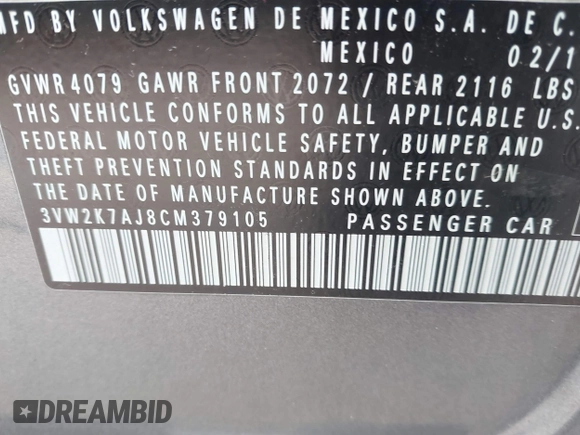 MFD BY VOLKSWAGEN DE MEXICO S.A. DE C.
MEXICO 02/1
GVWR 4079 GAWR FRONT 2072 / REAR 2116 LBS
THIS VEHICLE CONFORMS TO ALL APPLICABLE U.S.
FEDERAL MOTOR VEHICLE SAFETY, BUMPER AND
THEFT PREVENTION STANDARDS IN EFFECT ON
THE DATE OF MANUFACTURE SHOWN ABOVE.
3VW2K7AJ8CM379105 PASSENGER CAR
DREAMBID